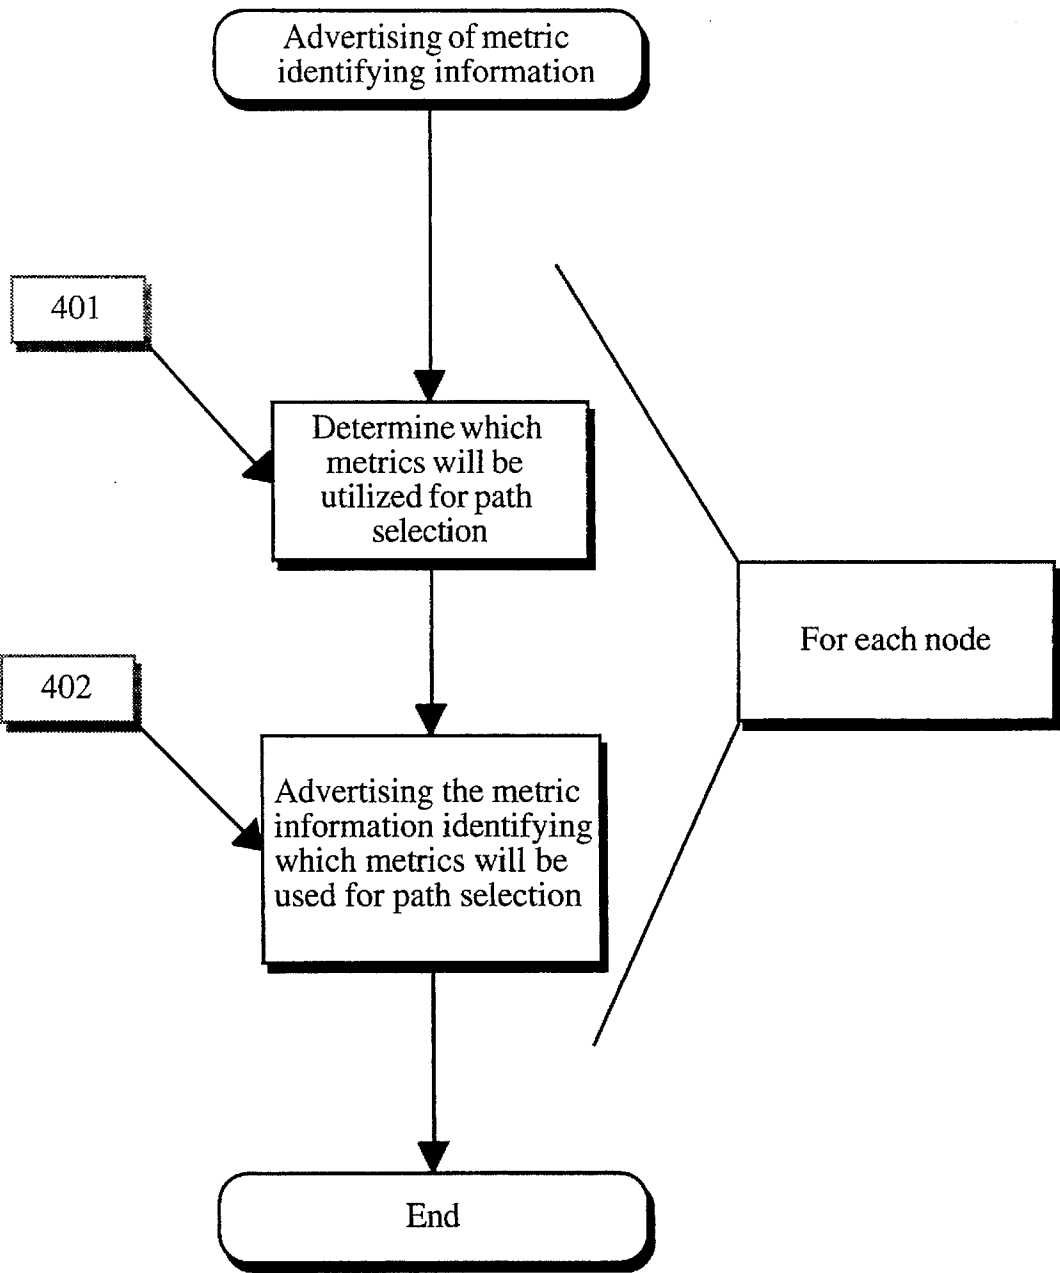 Advertising of metric
identifying information
401
Determine which
metrics will be
utilized for path
selection
For each node
402
Advertising the metric
information identifying
which metrics will be
used for path selection
End